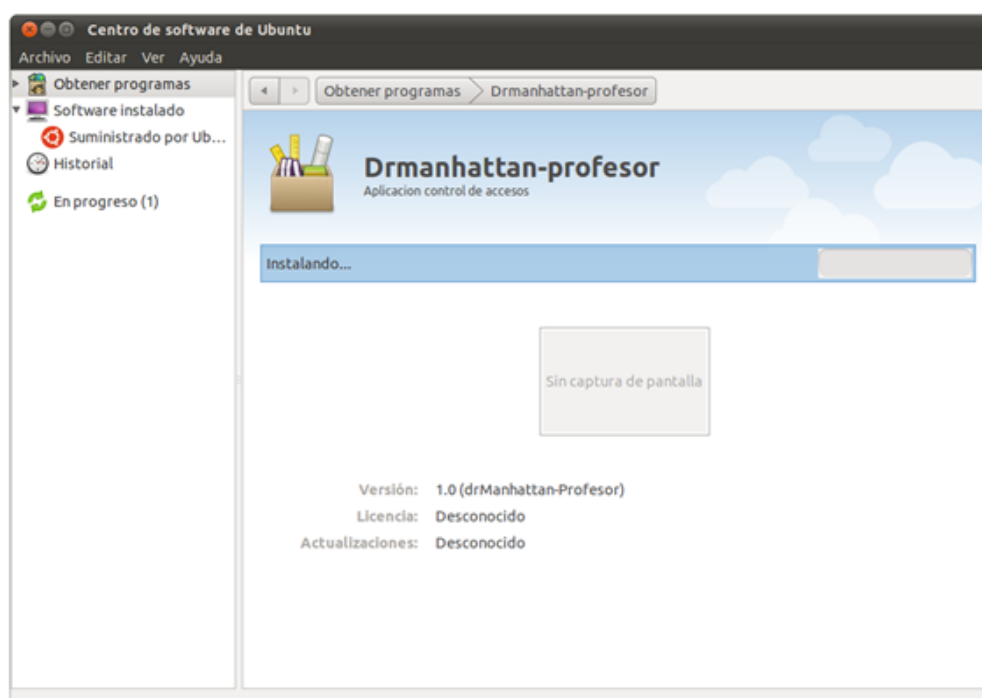 Centro de software de Ubuntu
Archivo Editar Ver Ayuda
Obtener programas
Software instalado
Suministrado por Ub...
Historial
En progreso (1)
Obtener programas Drmanhattan-profesor
Drmanhattan-profesor
Aplicacion control de accesos
Instalando...
Sin captura de pantalla
Versión: 1.0 (drManhattan-Profesor)
Licencia: Desconocido
Actualizaciones: Desconocido